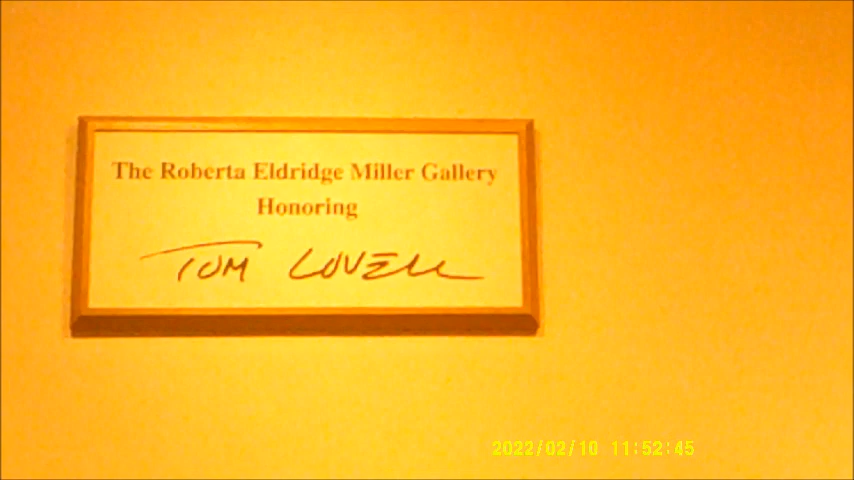 The Roberta Eldridge Miller Gallery
Honoring
TOM LOVELL
2022/02/10 11:52:45